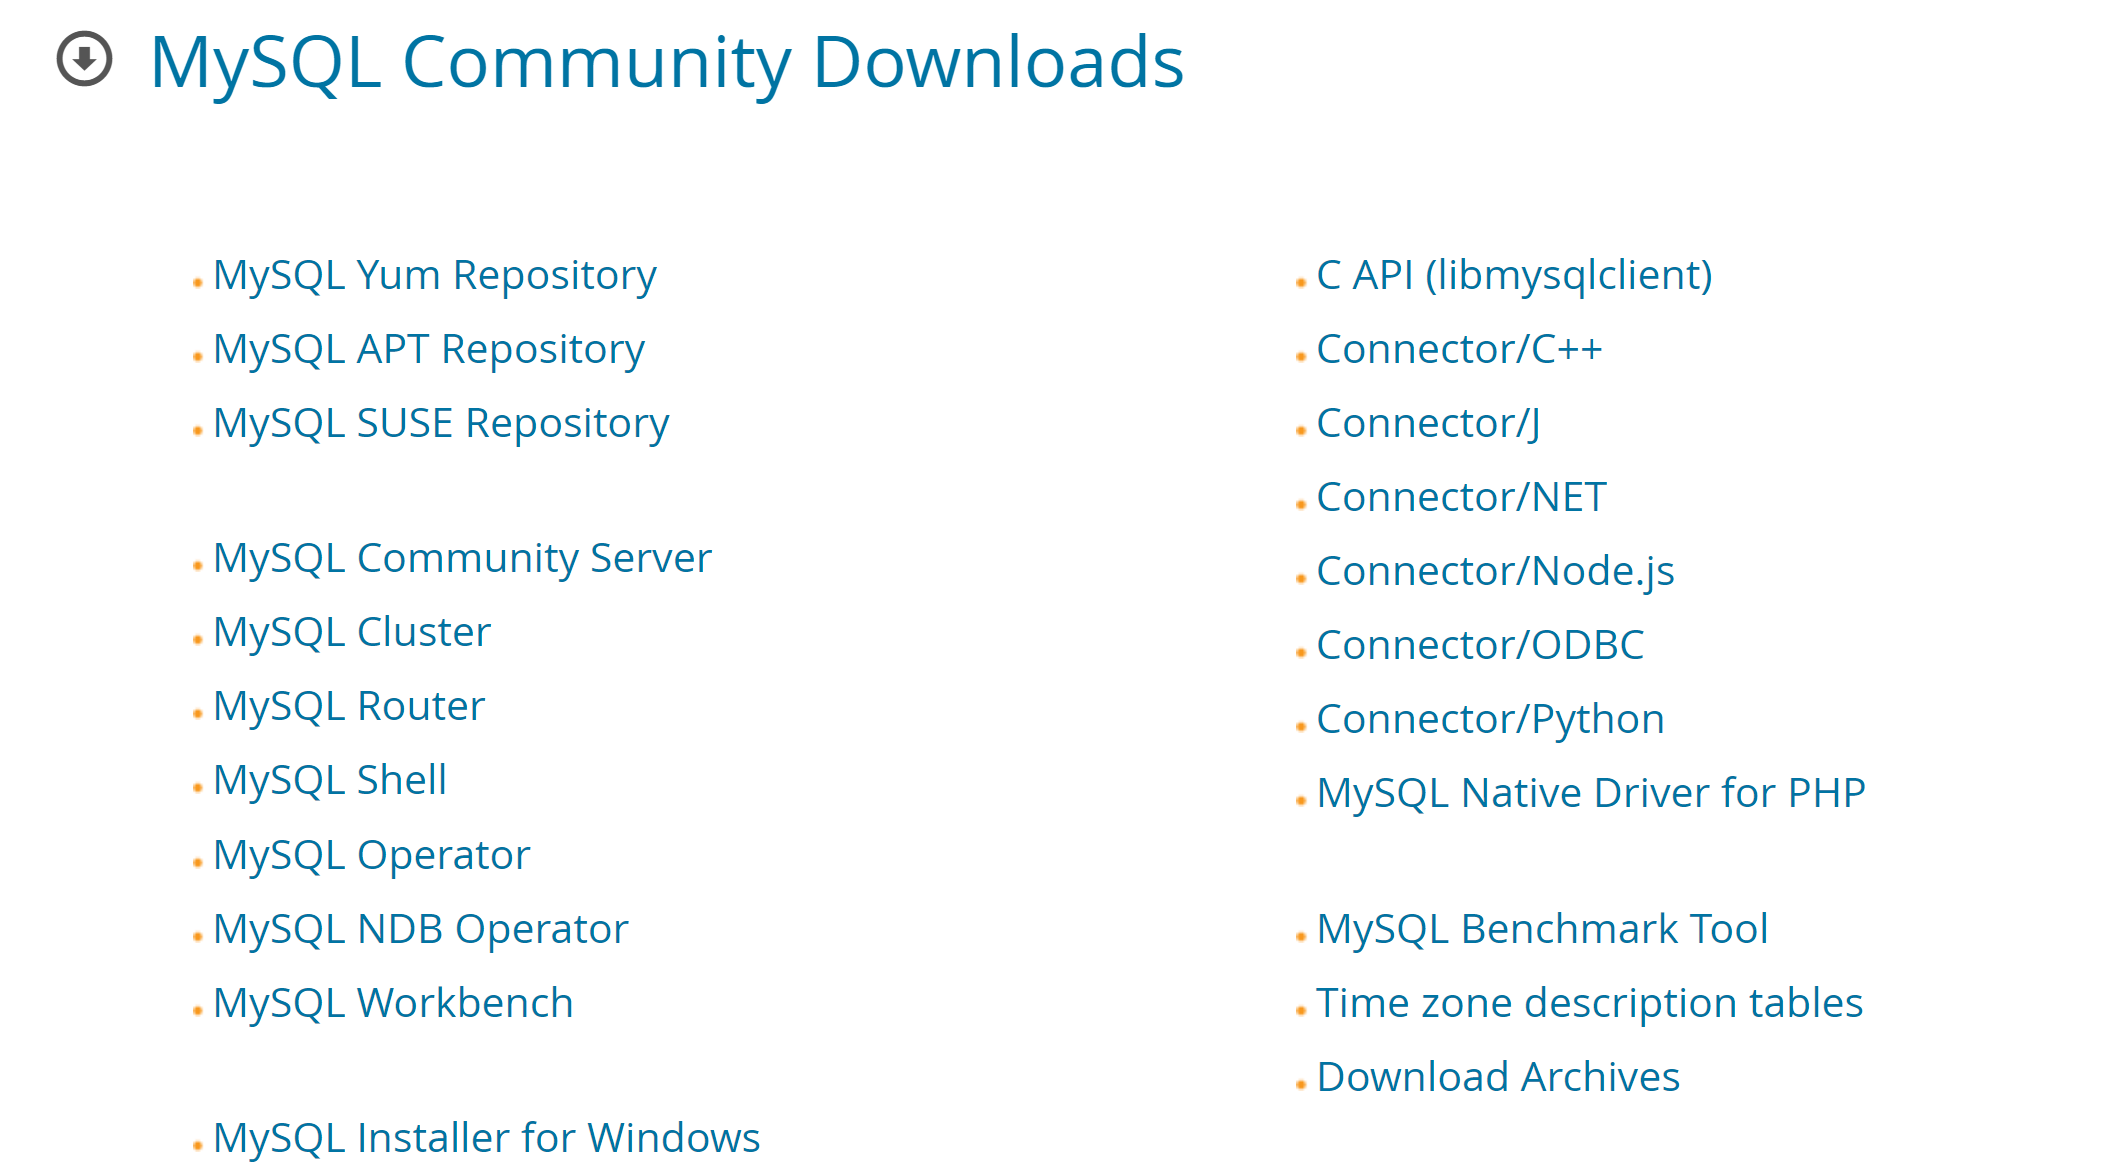 MySQL Community Downloads
MySQL Yum Repository
MySQL APT Repository
MySQL SUSE Repository
MySQL Community Server
MySQL Cluster
MySQL Router
MySQL Shell
MySQL Operator
MySQL NDB Operator
MySQL Workbench
MySQL Installer for Windows
C API (libmysqlclient)
Connector/C++
Connector/J
Connector/NET
Connector/Node.js
Connector/ODBC
Connector/Python
MySQL Native Driver for PHP
MySQL Benchmark Tool
Time zone description tables
Download Archives